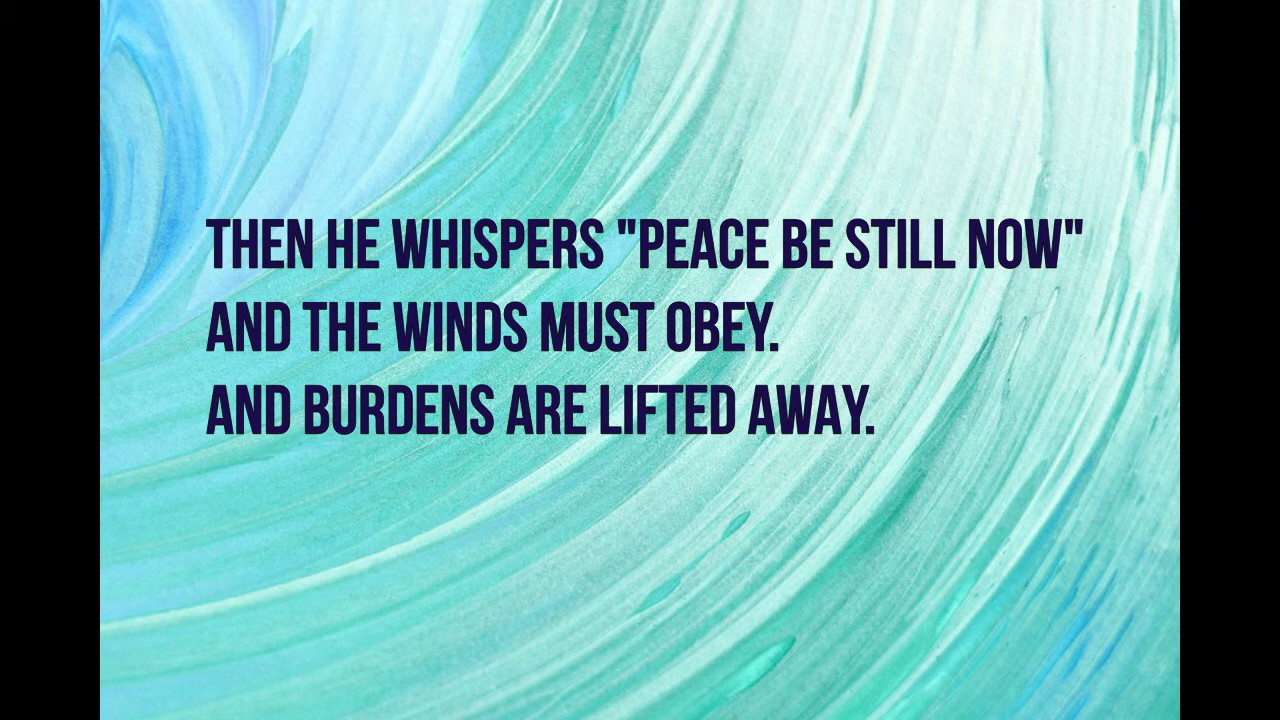 THEN HE WHISPERS "PEACE BE STILL NOW"
AND THE WINDS MUST OBEY.
AND BURDENS ARE LIFTED AWAY.